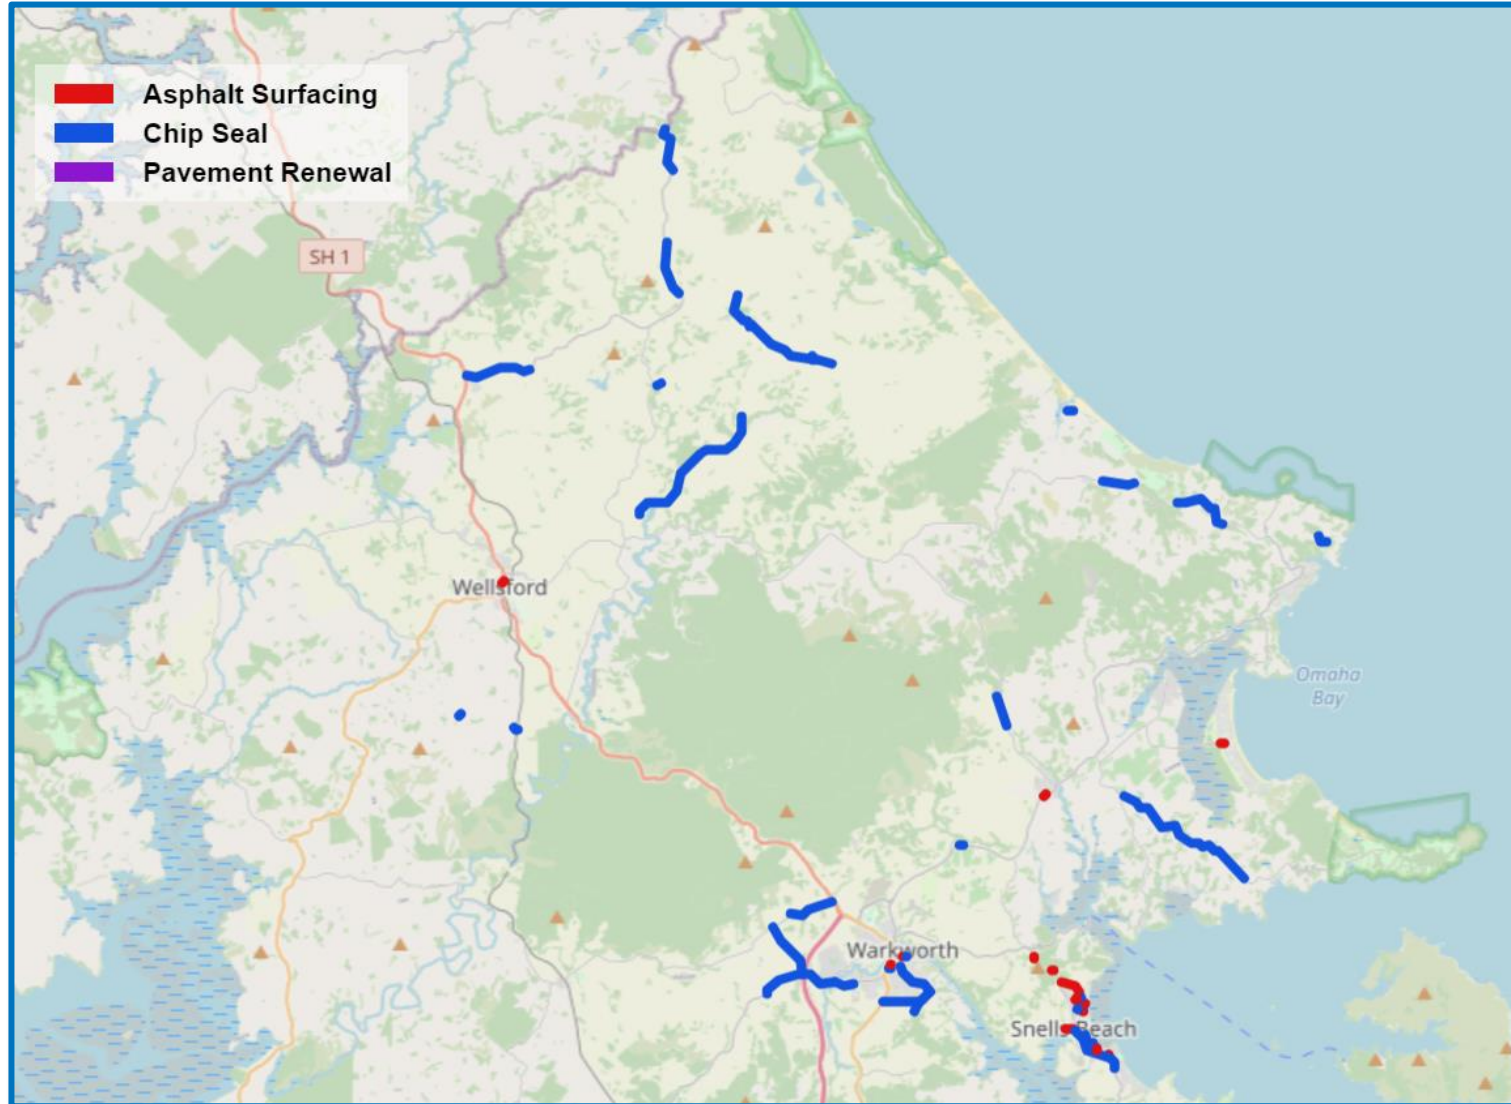 Asphalt Surfacing
Chip Seal
Pavement Renewal
SH 1
Wellsford
Omaha
Bay
Warkworth
Snells Beach